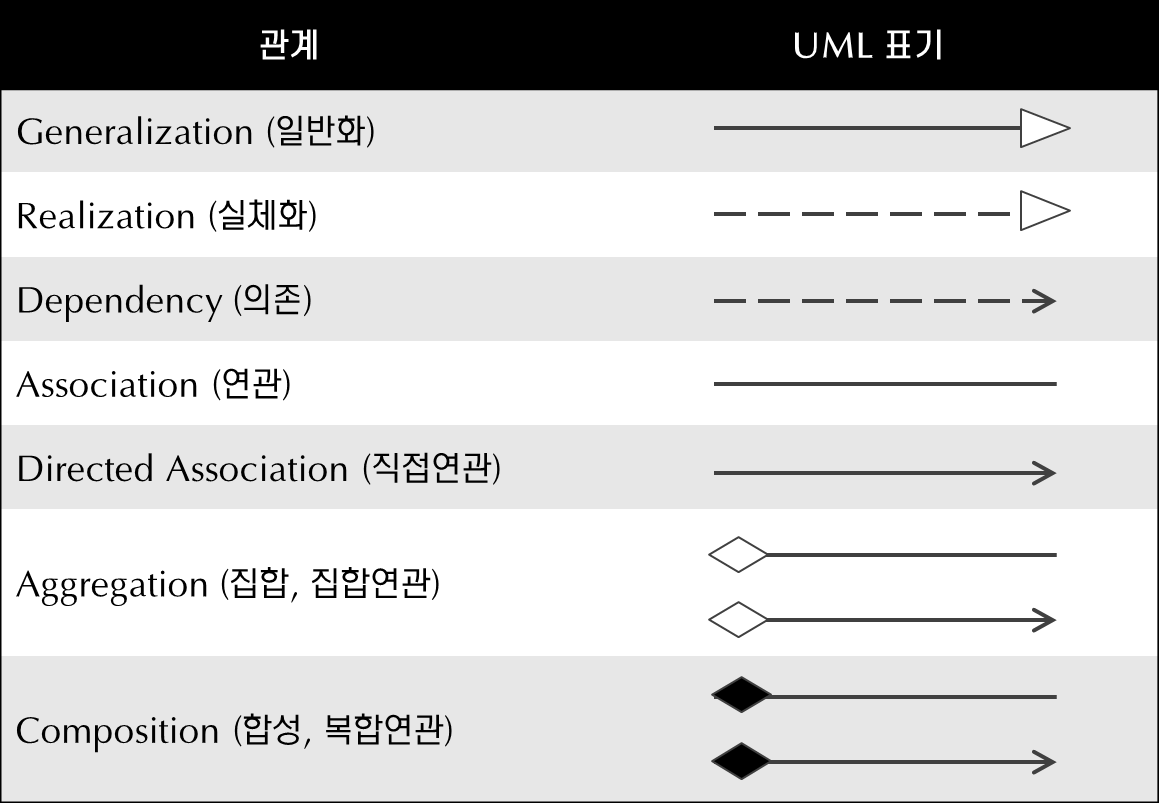 관계
UML 표기
Generalization (일반화)
Realization (실체화)
Dependency (의존)
Association (연관)
Directed Association (직접연관)
Aggregation (집합, 집합연관)
Composition (합성, 복합연관)